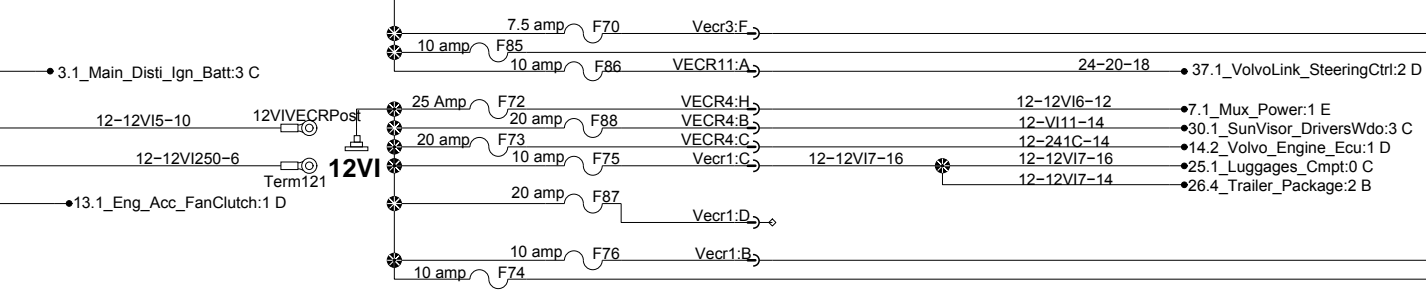 7.5 amp F70 Vecr3:F
10 amp F85
10 amp F86 VECR11:A 24-20-18 37.1_VolvoLink_SteeringCtrl:2 D
3.1_Main_Disti_Ign_Batt:3 C
25 Amp F72 VECR4:H 12-12VI6-12 7.1_Mux_Power:1 E
12-12VI5-10 12VIVECRPost 20 amp F88 VECR4:B 12-VI11-14 30.1_SunVisor_DriversWdo:3 C
20 amp F73 VECR4:C 12-241C-14 14.2_Volvo_Engine_Ecu:1 D
12-12VI250-6 12VI 10 amp F75 Vecr1:C 12-12VI7-16 12-12VI7-16 25.1_Luggages_Cmpt:0 C
Term121 12-12VI7-14 26.4_Trailer_Package:2 B
13.1_Eng_Acc_FanClutch:1 D 20 amp F87
Vecr1:D
10 amp F76 Vecr1:B
10 amp F74